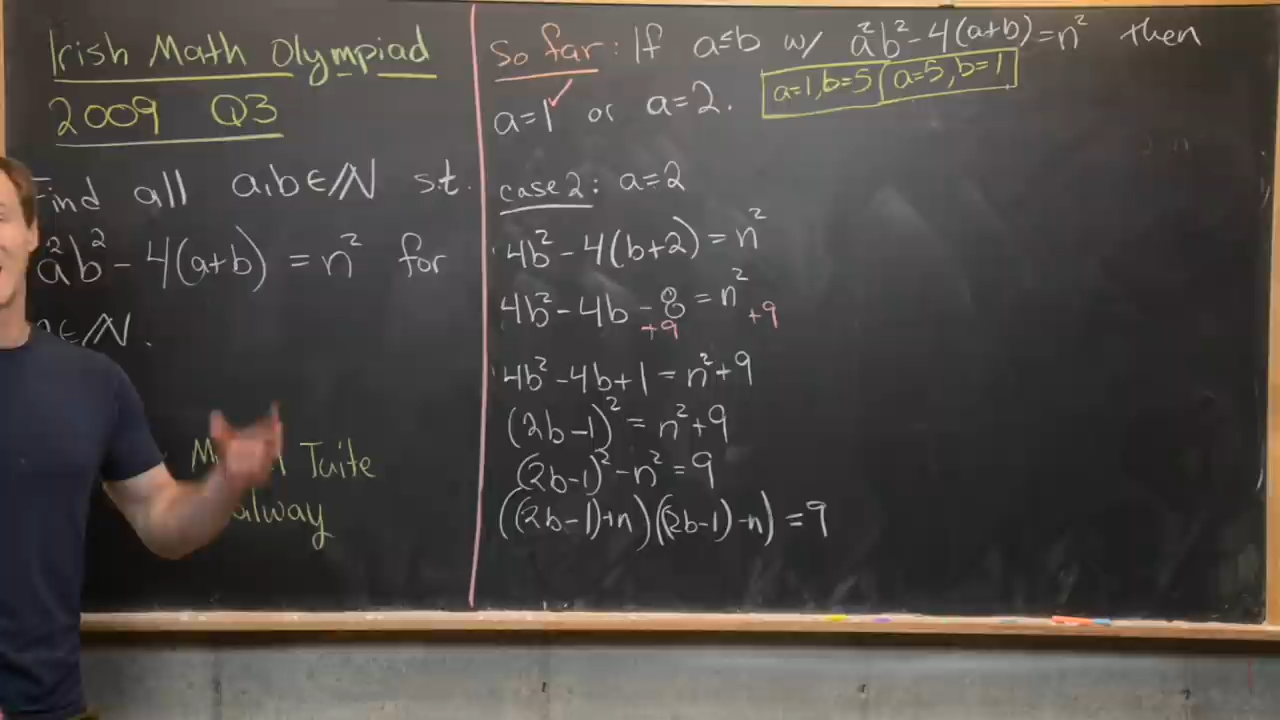 Irish Math Olympiad
2009 Q3
Find all a,b∈ℕ s.t.
a²b² - 4(a+b) = n² for
∈ℕ.
Tuite
alway
So far: If a≤b w/ a²b² - 4(a+b) = n² then
a=1 ✓ or a=2. a=1, b=5 a=5, b=1
case 2: a=2
4b² - 4(b+2) = n²
4b² - 4b - 8 = n²
+9 +9
4b² - 4b + 1 = n² + 9
(2b-1)² = n² + 9
(2b-1)² - n² = 9
((2b-1)+n)((2b-1)-n) = 9